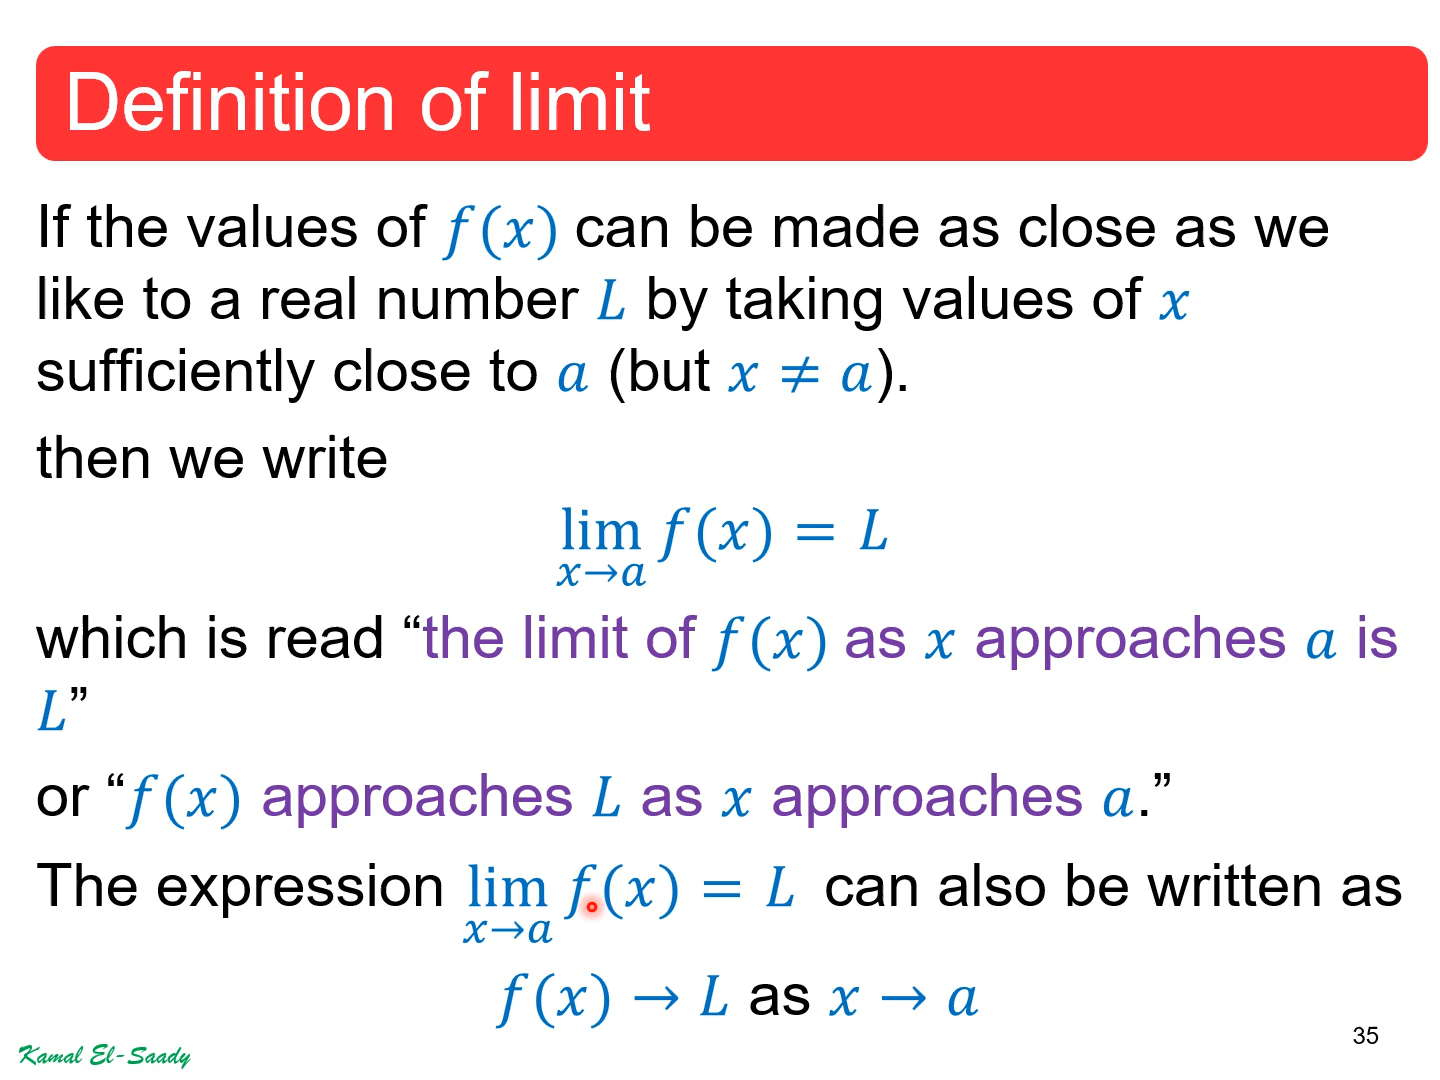 Definition of limit
If the values of f(x) can be made as close as we
like to a real number L by taking values of x
sufficiently close to a (but x ≠ a).
then we write
lim f(x) = L
x→a
which is read “the limit of f(x) as x approaches a is
L”
or “f(x) approaches L as x approaches a.”
The expression lim f(x) = L can also be written as
x→a
f(x) → L as x → a
35
Kamal El-Saady